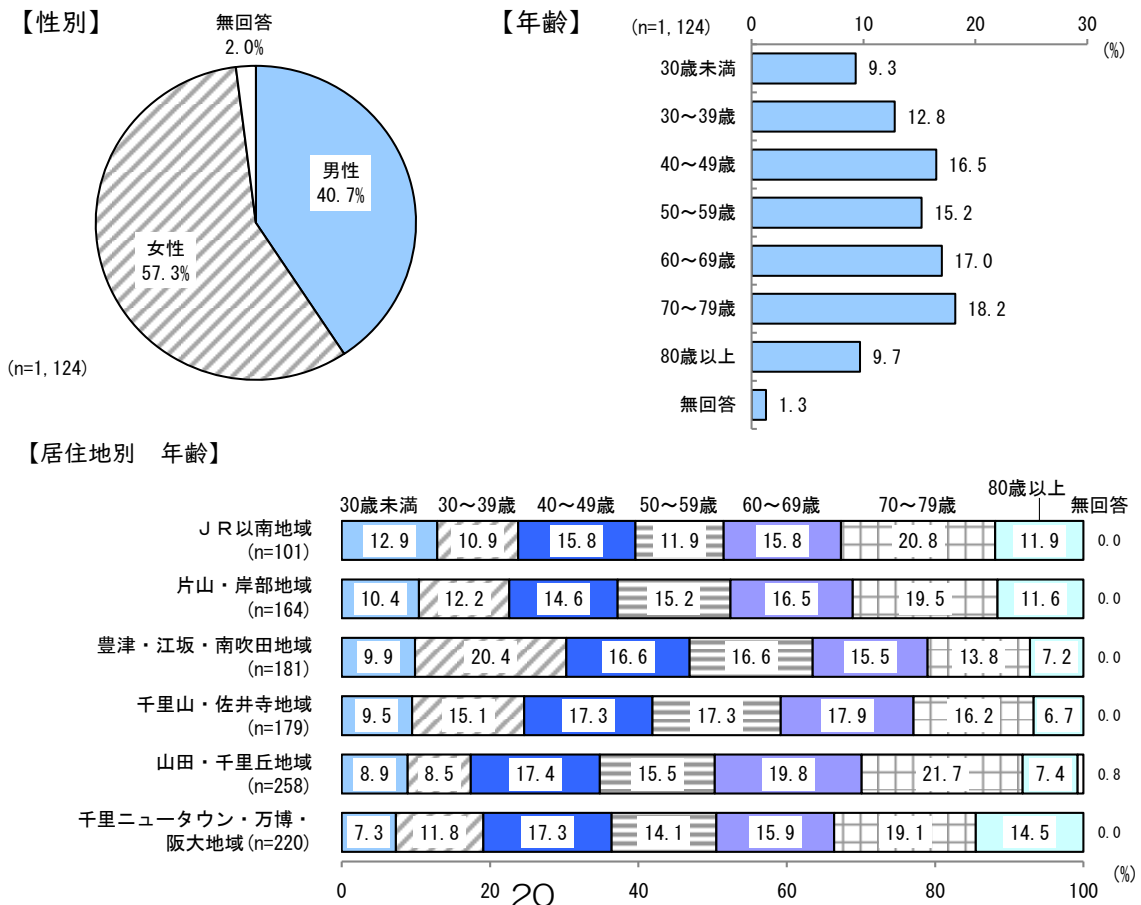 【性別】
無回答
2.0%
男性
40.7%
女性
57.3%
(n=1,124)
【年齢】
(n=1,124)
0 10 20 30
(%)
30歳未満 9.3
30～39歳 12.8
40～49歳 16.5
50～59歳 15.2
60～69歳 17.0
70～79歳 18.2
80歳以上 9.7
無回答 1.3
【居住地別　年齢】
30歳未満 30～39歳 40～49歳 50～59歳 60～69歳 70～79歳 80歳以上 無回答
ＪＲ以南地域
(n=101)
12.9 10.9 15.8 11.9 15.8 20.8 11.9 0.0
片山・岸部地域
(n=164)
10.4 12.2 14.6 15.2 16.5 19.5 11.6 0.0
豊津・江坂・南吹田地域
(n=181)
9.9 20.4 16.6 16.6 15.5 13.8 7.2 0.0
千里山・佐井寺地域
(n=179)
9.5 15.1 17.3 17.3 17.9 16.2 6.7 0.0
山田・千里丘地域
(n=258)
8.9 8.5 17.4 15.5 19.8 21.7 7.4 0.8
千里ニュータウン・万博・
阪大地域(n=220)
7.3 11.8 17.3 14.1 15.9 19.1 14.5 0.0
0 20 40 60 80 100
(%)
20